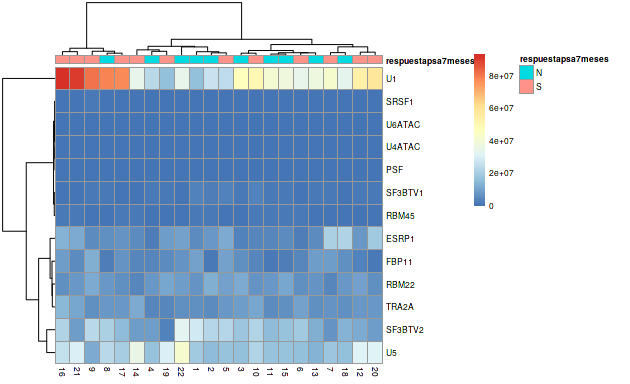 respuestapsa7meses
respuestapsa7meses
N
S
8e+07
6e+07
4e+07
2e+07
0
U1
SRSF1
U6ATAC
U4ATAC
PSF
SF3BTV1
RBM45
ESRP1
FBP11
RBM22
TRA2A
SF3BTV2
U5
16 21 9 8 17 14 4 19 22 1 2 5 3 10 11 15 6 13 7 18 12 20